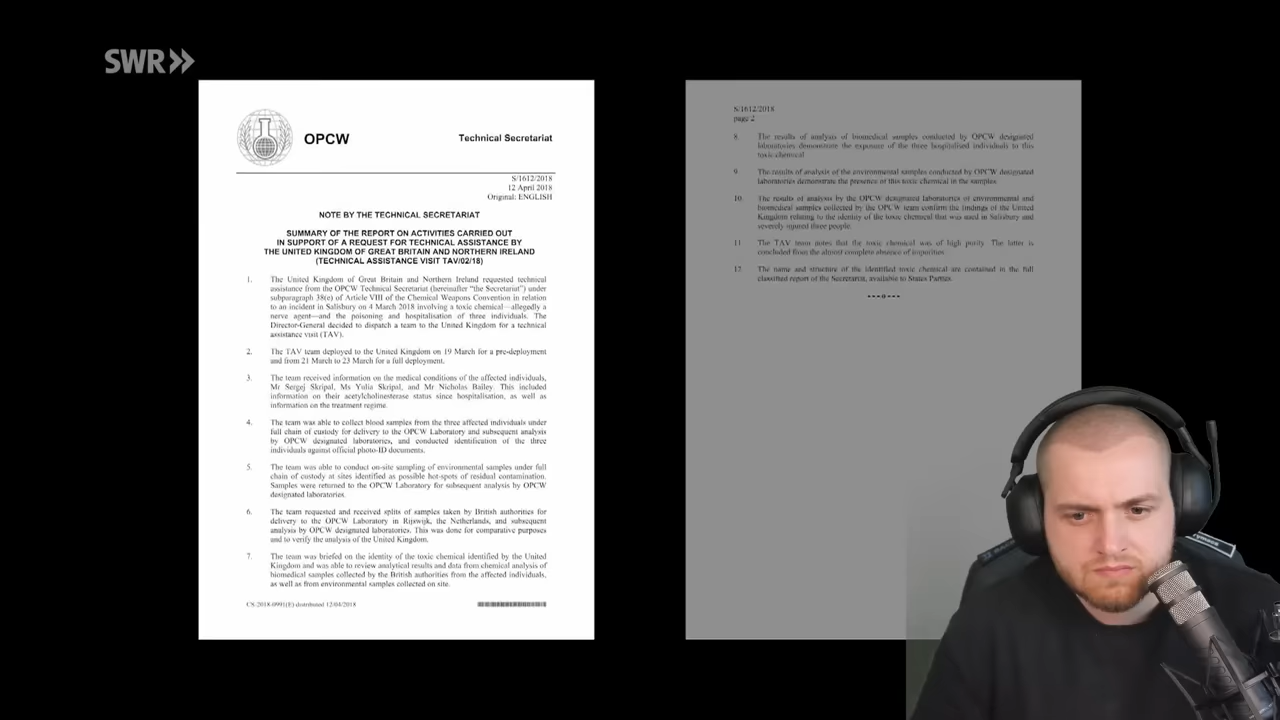 SWR»
OPCW
Technical Secretariat
S/1612/2018
12 April 2018
Original: ENGLISH
NOTE BY THE TECHNICAL SECRETARIAT
SUMMARY OF THE REPORT ON ACTIVITIES CARRIED OUT
IN SUPPORT OF A REQUEST FOR TECHNICAL ASSISTANCE BY
THE UNITED KINGDOM OF GREAT BRITAIN AND NORTHERN IRELAND
(TECHNICAL ASSISTANCE VISIT TAV/02/18)
1. The United Kingdom of Great Britain and Northern Ireland requested technical
assistance from the OPCW Technical Secretariat (hereinafter “the Secretariat”) under
subparagraph 38(e) of Article VIII of the Chemical Weapons Convention in relation
to an incident in Salisbury on 4 March 2018 involving a toxic chemical—allegedly a
nerve agent—and the poisoning and hospitalisation of three individuals. The
Director-General decided to dispatch a team to the United Kingdom for a technical
assistance visit (TAV).
2. The TAV team deployed to the United Kingdom on 19 March for a pre-deployment
and from 21 March to 23 March for a full deployment.
3. The team received information on the medical conditions of the affected individuals,
Mr Sergej Skripal, Ms Yulia Skripal, and Mr Nicholas Bailey. This included
information on their acetylcholinesterase status since hospitalisation, as well as
information on the treatment regime.
4. The team was able to collect blood samples from the three affected individuals under
full chain of custody for delivery to the OPCW Laboratory and subsequent analysis
by OPCW designated laboratories, and conducted identification of the three
individuals against official photo-ID documents.
5. The team was able to conduct on-site sampling of environmental samples under full
chain of custody at sites identified as possible hot-spots of residual contamination.
Samples were returned to the OPCW Laboratory for subsequent analysis by OPCW
designated laboratories.
6. The team requested and received splits of samples taken by British authorities for
delivery to the OPCW Laboratory in Rijswijk, the Netherlands, and subsequent
analysis by OPCW designated laboratories. This was done for comparative purposes
and to verify the analysis of the United Kingdom.
7. The team was briefed on the identity of the toxic chemical identified by the United
Kingdom and was able to review analytical results and data from chemical analysis of
biomedical samples collected by the British authorities from the affected individuals,
as well as from environmental samples collected on site.
CS-2018-0991(E) distributed 12/04/2018
S/1612/2018
page 2
8. The results of analysis of biomedical samples conducted by OPCW designated
laboratories demonstrate the exposure of the three hospitalised individuals to this
toxic chemical.
9. The results of analysis of the environmental samples conducted by OPCW designated
laboratories demonstrate the presence of this toxic chemical in the samples.
10. The results of analysis by the OPCW designated laboratories of environmental and
biomedical samples collected by the OPCW team confirm the findings of the United
Kingdom relating to the identity of the toxic chemical that was used in Salisbury and
severely injured three people.
11. The TAV team notes that the toxic chemical was of high purity. The latter is
concluded from the almost complete absence of impurities.
12. The name and structure of the identified toxic chemical are contained in the full
classified report of the Secretariat, available to States Parties.
---o---